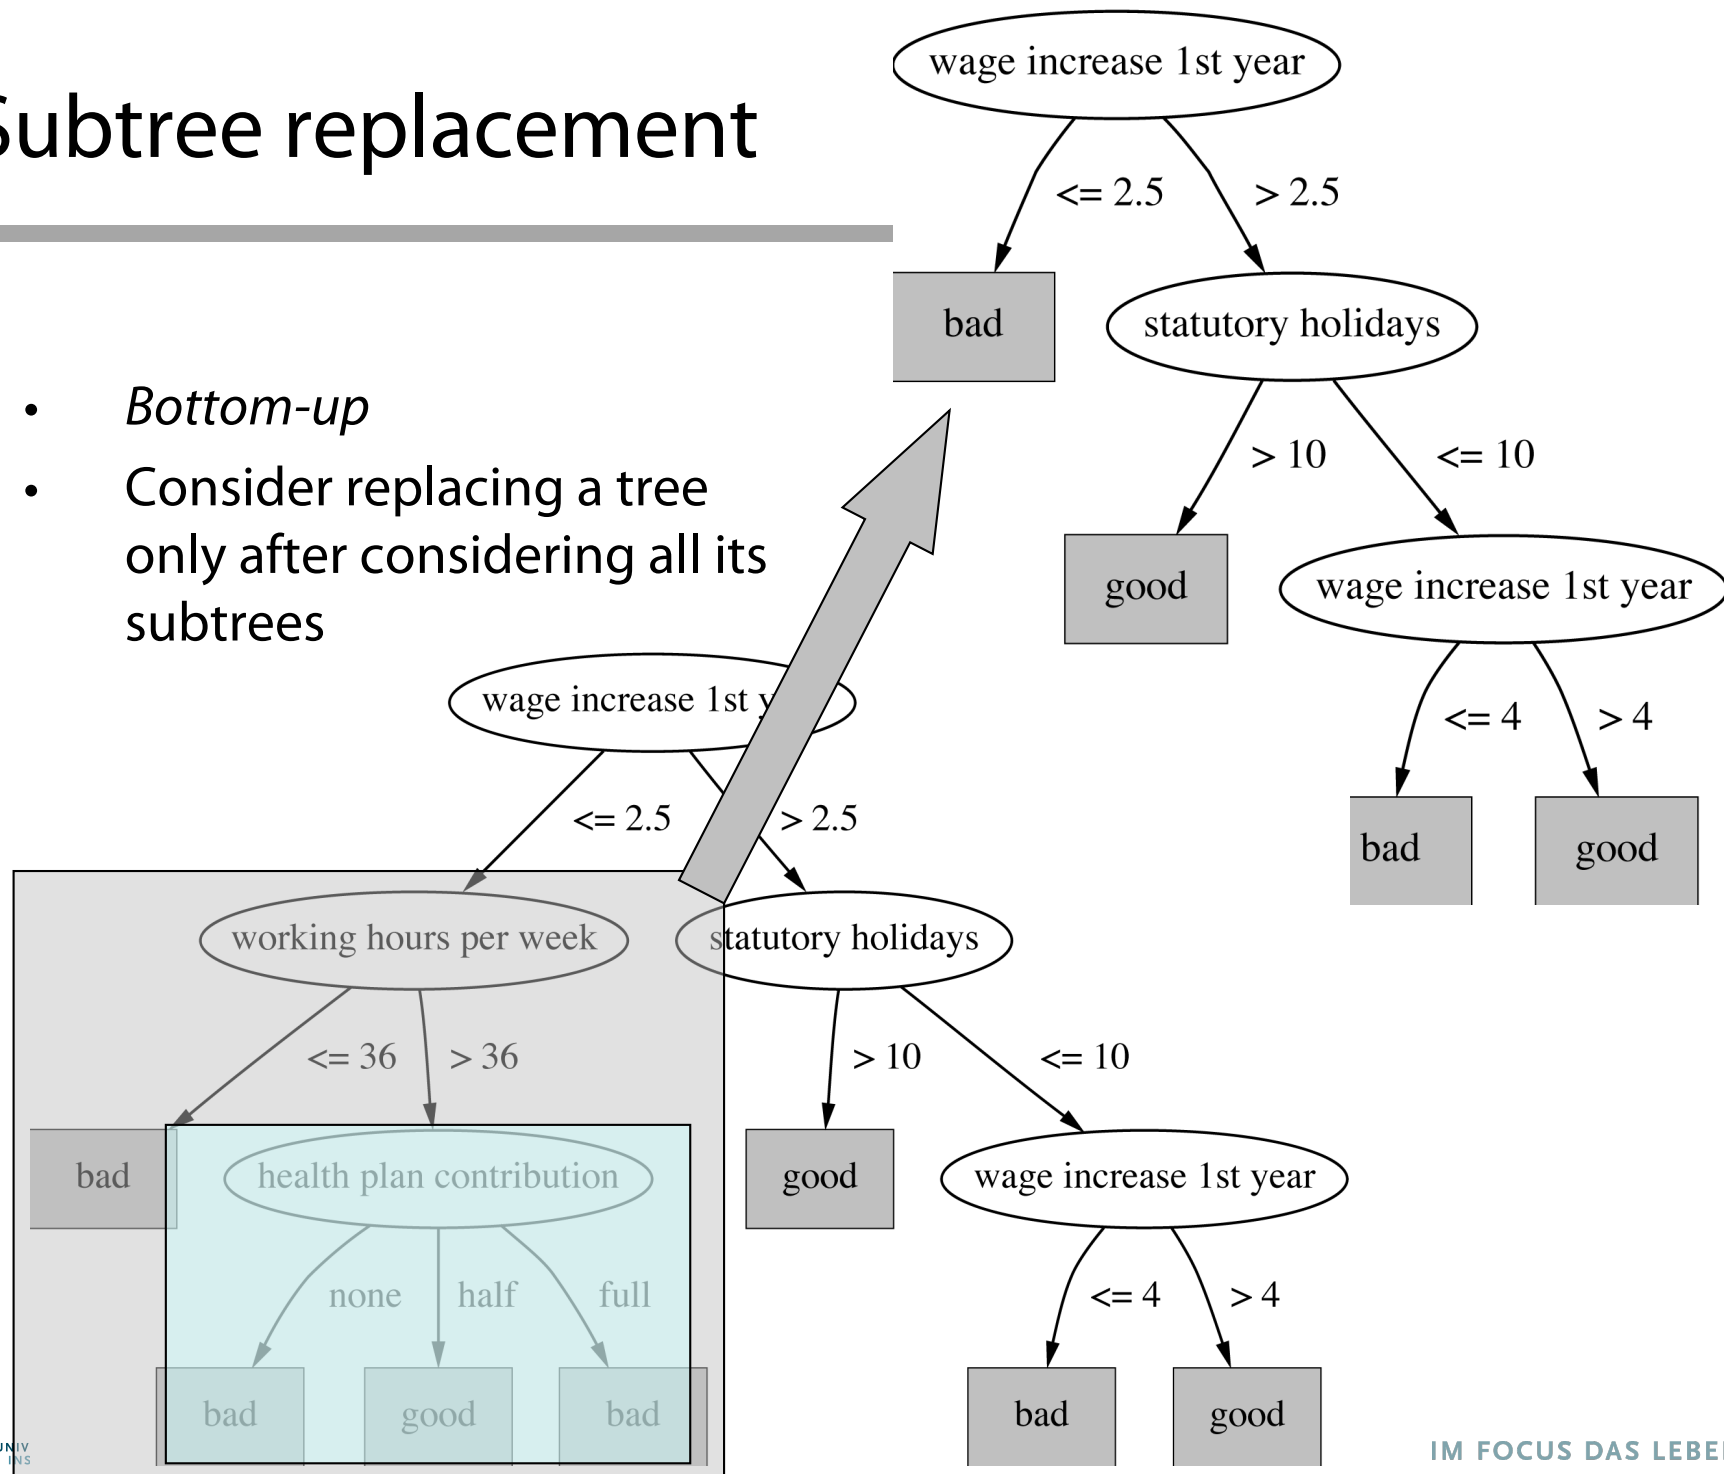 Subtree replacement
• Bottom-up
• Consider replacing a tree
only after considering all its
subtrees
wage increase 1st year
<= 2.5
> 2.5
bad
statutory holidays
> 10
<= 10
good
wage increase 1st year
<= 4
> 4
bad
good
wage increase 1st y
<= 2.5
> 2.5
working hours per week
statutory holidays
<= 36
> 36
> 10
<= 10
bad
health plan contribution
good
wage increase 1st year
none
half
full
<= 4
> 4
bad
good
bad
bad
good
UNIV
INS
IM FOCUS DAS LEBE